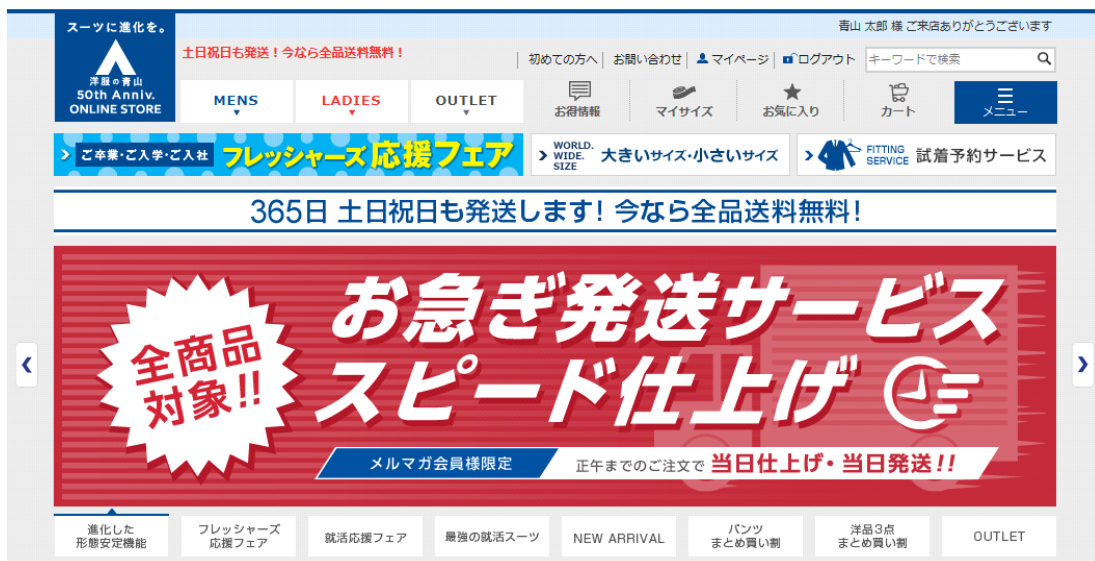 スーツに進化を。
洋服の青山
50th Anniv.
ONLINE STORE
青山 太郎 様 ご来店ありがとうございます
土日祝日も発送！今なら全品送料無料！
初めての方へ お問い合わせ マイページ ログアウト キーワードで検索
MENS LADIES OUTLET お得情報 マイサイズ お気に入り カート メニュー
ご卒業・ご入学・ご入社 フレッシャーズ応援フェア
WORLD.
WIDE.
SIZE
大きいサイズ・小さいサイズ
FITTING
SERVICE
試着予約サービス
365日 土日祝日も発送します! 今なら全品送料無料!
全商品
対象!!
お急ぎ発送サービス
スピード仕上げ
メルマガ会員様限定 正午までのご注文で 当日仕上げ・当日発送!!
進化した
形態安定機能
フレッシャーズ
応援フェア
就活応援フェア
最強の就活スーツ
NEW ARRIVAL
パンツ
まとめ買い割
洋品3点
まとめ買い割
OUTLET